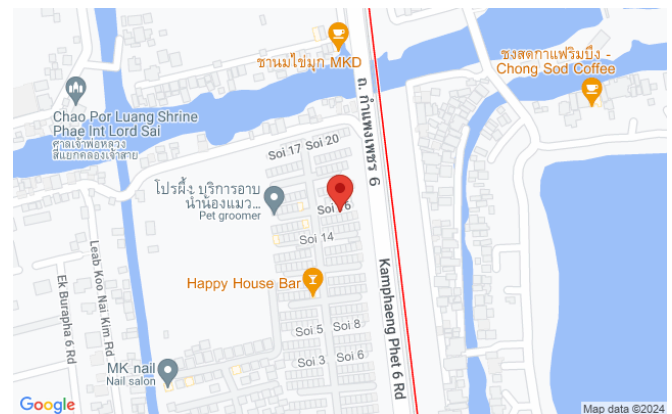 ชานมไข่มุก MKD
ชงสดกาแฟริมบึง -
Chong Sod Coffee
Chao Por Luang Shrine
Phae Int Lord Sai
ศาลเจ้าพ่อหลวง
สี่แยกคลองเจ้าสาย
ถ. กำแพงเพชร 6
Soi 17
Soi 20
โปรผึ้ง บริการอาบ
น้ำน้องแมว...
Pet groomer
Soi 14
Happy House Bar
Leab Koo Nai Kim Rd
Ek Burapha 6 Rd
Kamphaeng Phet 6 Rd
Soi 5
Soi 8
Soi 3
Soi 6
MK nail
Nail salon
Google
Map data ©2024